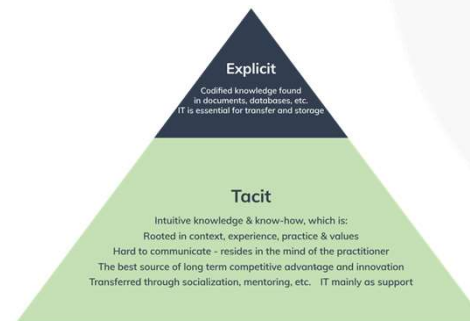 Explicit
Codified knowledge found
in documents, databases, etc.
IT is essential for transfer and storage
Tacit
Intuitive knowledge & know-how, which is:
Rooted in context, experience, practice & values
Hard to communicate - resides in the mind of the practitioner
The best source of long term competitive advantage and innovation
Transferred through socialization, mentoring, etc. IT mainly as support